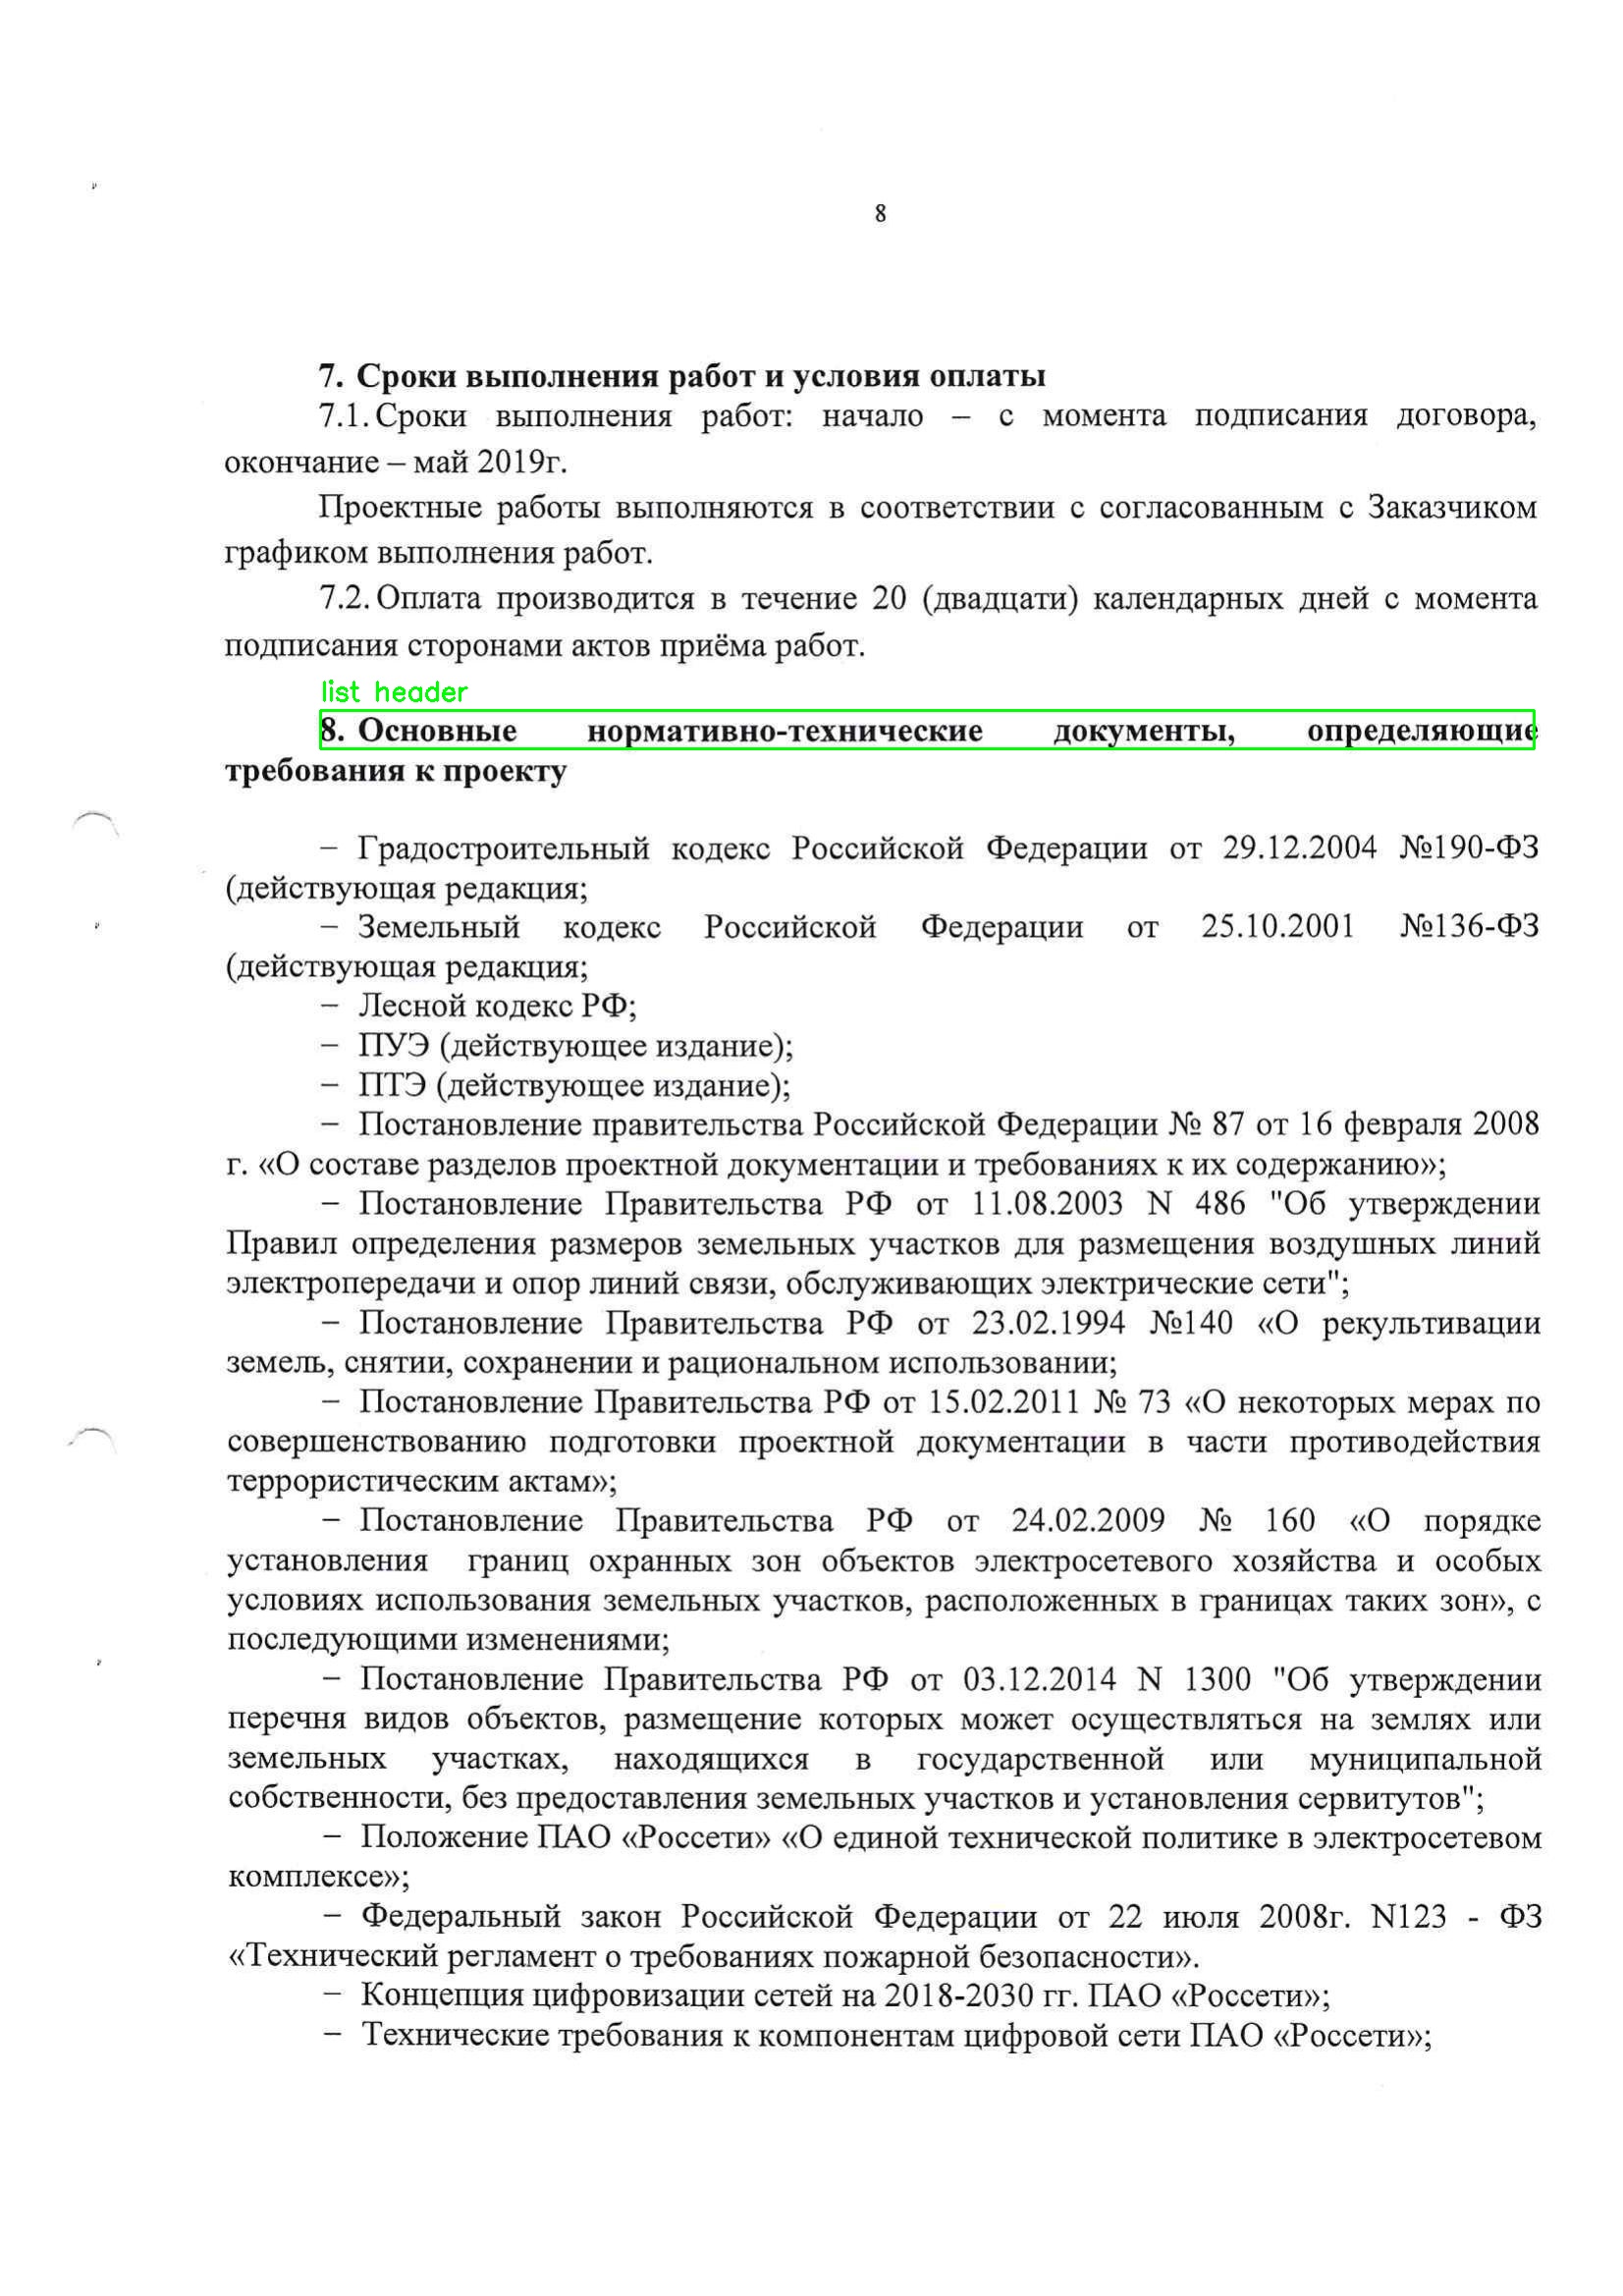 8
7. Сроки выполнения работ и условия оплаты
7.1. Сроки выполнения работ: начало – с момента подписания договора,
окончание – май 2019г.
Проектные работы выполняются в соответствии с согласованным с Заказчиком
графиком выполнения работ.
7.2. Оплата производится в течение 20 (двадцати) календарных дней с момента
подписания сторонами актов приёма работ.
list header
8. Основные нормативно-технические документы, определяющие
требования к проекту
– Градостроительный кодекс Российской Федерации от 29.12.2004 №190-ФЗ
(действующая редакция;
– Земельный кодекс Российской Федерации от 25.10.2001 №136-ФЗ
(действующая редакция;
– Лесной кодекс РФ;
– ПУЭ (действующее издание);
– ПТЭ (действующее издание);
– Постановление правительства Российской Федерации № 87 от 16 февраля 2008
г. «О составе разделов проектной документации и требованиях к их содержанию»;
– Постановление Правительства РФ от 11.08.2003 N 486 "Об утверждении
Правил определения размеров земельных участков для размещения воздушных линий
электропередачи и опор линий связи, обслуживающих электрические сети";
– Постановление Правительства РФ от 23.02.1994 №140 «О рекультивации
земель, снятии, сохранении и рациональном использовании;
– Постановление Правительства РФ от 15.02.2011 № 73 «О некоторых мерах по
совершенствованию подготовки проектной документации в части противодействия
террористическим актам»;
– Постановление Правительства РФ от 24.02.2009 № 160 «О порядке
установления границ охранных зон объектов электросетевого хозяйства и особых
условиях использования земельных участков, расположенных в границах таких зон», с
последующими изменениями;
– Постановление Правительства РФ от 03.12.2014 N 1300 "Об утверждении
перечня видов объектов, размещение которых может осуществляться на землях или
земельных участках, находящихся в государственной или муниципальной
собственности, без предоставления земельных участков и установления сервитутов";
– Положение ПАО «Россети» «О единой технической политике в электросетевом
комплексе»;
– Федеральный закон Российской Федерации от 22 июля 2008г. N123 - ФЗ
«Технический регламент о требованиях пожарной безопасности».
– Концепция цифровизации сетей на 2018-2030 гг. ПАО «Россети»;
– Технические требования к компонентам цифровой сети ПАО «Россети»;